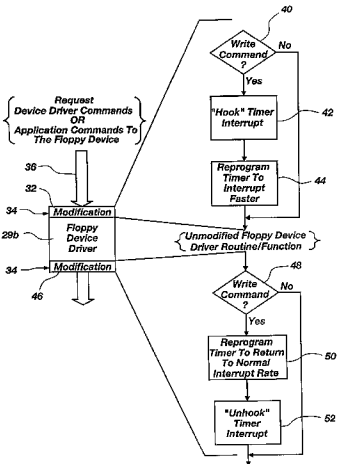 40
Write
Command
?
No
Yes
"Hook" Timer
Interrupt
42
Reprogram
Timer To
Interrupt
Faster
44
Request
Device Driver Commands
OR
Application Commands To
The Floppy Device
36
32
34
Modification
Floppy
Device
Driver
29b
34
Modification
46
Unmodified Floppy Device
Driver Routine/Function
48
Write
Command
?
No
Yes
Reprogram
Timer To Return
To Normal
Interrupt Rate
50
"Unhook"
Timer
Interrupt
52